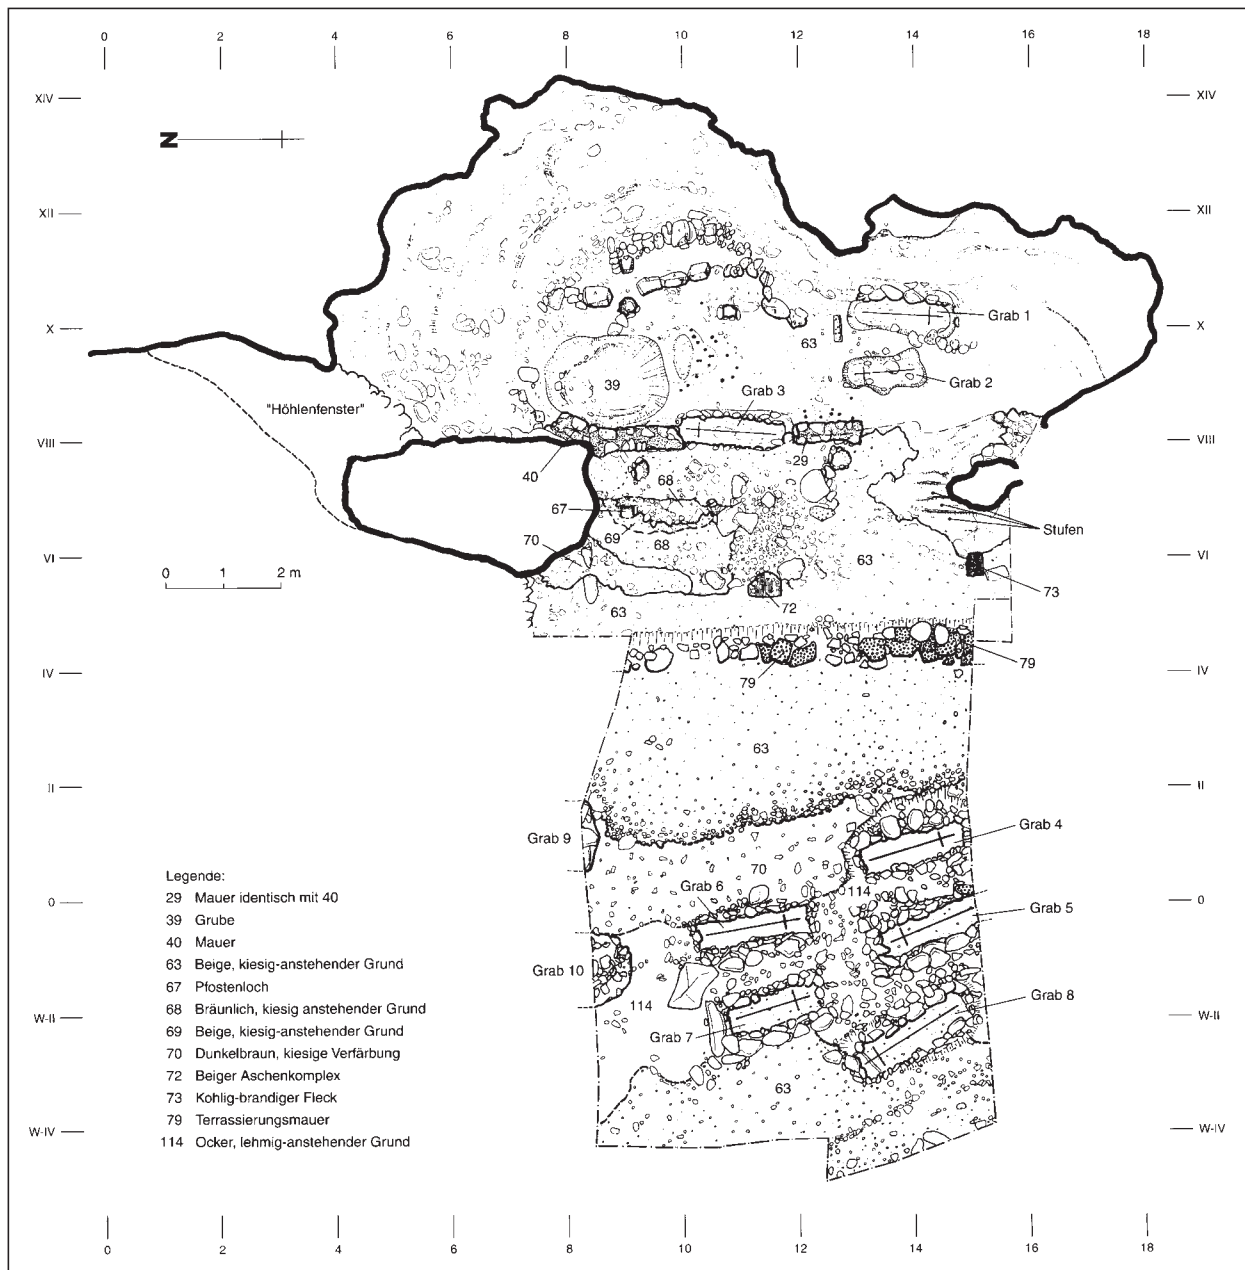 0 2 4 6 8 10 12 14 16 18
XIV XIV
N
XII XII
Grab 1
X X
63
39 Grab 2
Grab 3
"Höhlenfenster"
VIII VIII
29
40 68
67
Stufen
70 69 68
VI 63 VI
0 1 2 m
73
63 72
79
IV IV
79
63
II II
Grab 9 Grab 4
70
Legende: Grab 6 114
29 Mauer identisch mit 40
0 0
39 Grube Grab 5
40 Mauer
63 Beige, kiesig-anstehender Grund
Grab 10
67 Pfostenloch
Grab 8
68 Bräunlich, kiesig anstehender Grund
114
W-II W-II
69 Beige, kiesig-anstehender Grund
Grab 7
70 Dunkelbraun, kiesige Verfärbung
72 Beiger Aschenkomplex
63
73 Kohlig-brandiger Fleck
79 Terrassierungsmauer
W-IV W-IV
114 Ocker, lehmig-anstehender Grund
0 2 4 6 8 10 12 14 16 18